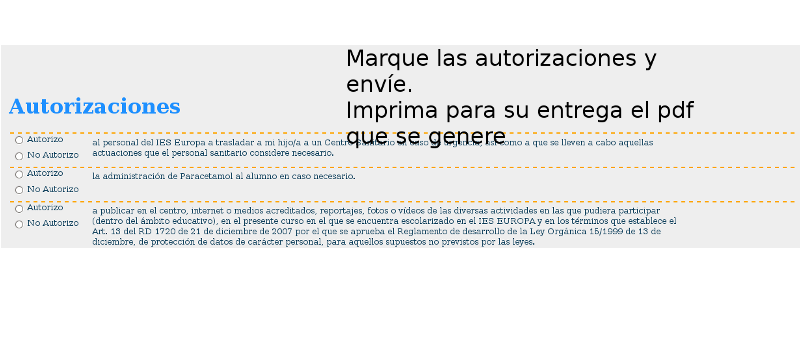 Marque las autorizaciones y
envíe.
Imprima para su entrega el pdf
que se genere
Autorizaciones
Autorizo
No Autorizo
al personal del IES Europa a trasladar a mi hijo/a a un Centro Sanitario en caso de urgencia, así como a que se lleven a cabo aquellas
actuaciones que el personal sanitario considere necesario.
Autorizo
No Autorizo
la administración de Paracetamol al alumno en caso necesario.
Autorizo
No Autorizo
a publicar en el centro, internet o medios acreditados, reportajes, fotos o vídeos de las diversas actividades en las que pudiera participar
(dentro del ámbito educativo), en el presente curso en el que se encuentra escolarizado en el IES EUROPA y en los términos que establece el
Art. 13 del RD 1720 de 21 de diciembre de 2007 por el que se aprueba el Reglamento de desarrollo de la Ley Orgánica 15/1999 de 13 de
diciembre, de protección de datos de carácter personal, para aquellos supuestos no previstos por las leyes.